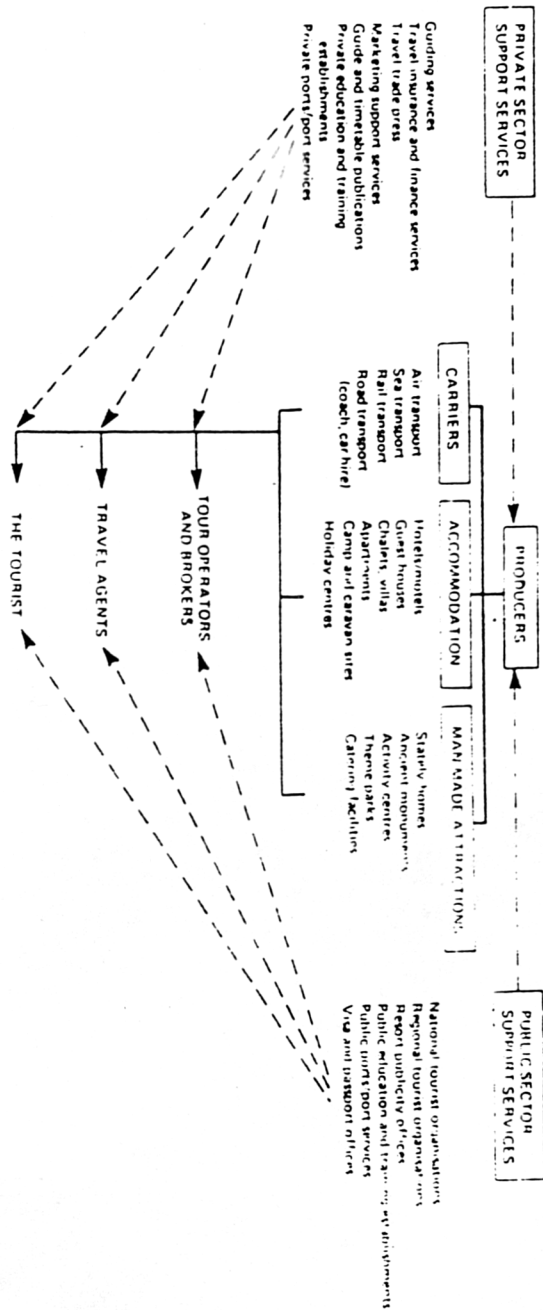 PRIVATE SECTOR
SUPPORT SERVICES
PRODUCERS
PUBLIC SECTOR
SUPPORT SERVICES
CARRIERS
ACCOMMODATION
MAN MADE ATTRACTIONS
Guiding services
Travel insurance and finance services
Travel trade press
Marketing support services
Guide and timetable publications
Private education and training
establishments
Private ports/port services
Air transport
Sea transport
Rail transport
Road transport
(coach, car hire)
Hotels/motels
Guest houses
Chalets, villas
Apartments
Camp and caravan sites
Holiday centres
Stately homes
Ancient monuments
Activity centres
Theme parks
Catering facilities
National tourist organisations
Regional tourist organisations
Resort publicity offices
Public education and training establishments
Public ports/port services
Visa and passport offices
TOUR OPERATORS
AND BROKERS
TRAVEL AGENTS
THE TOURIST